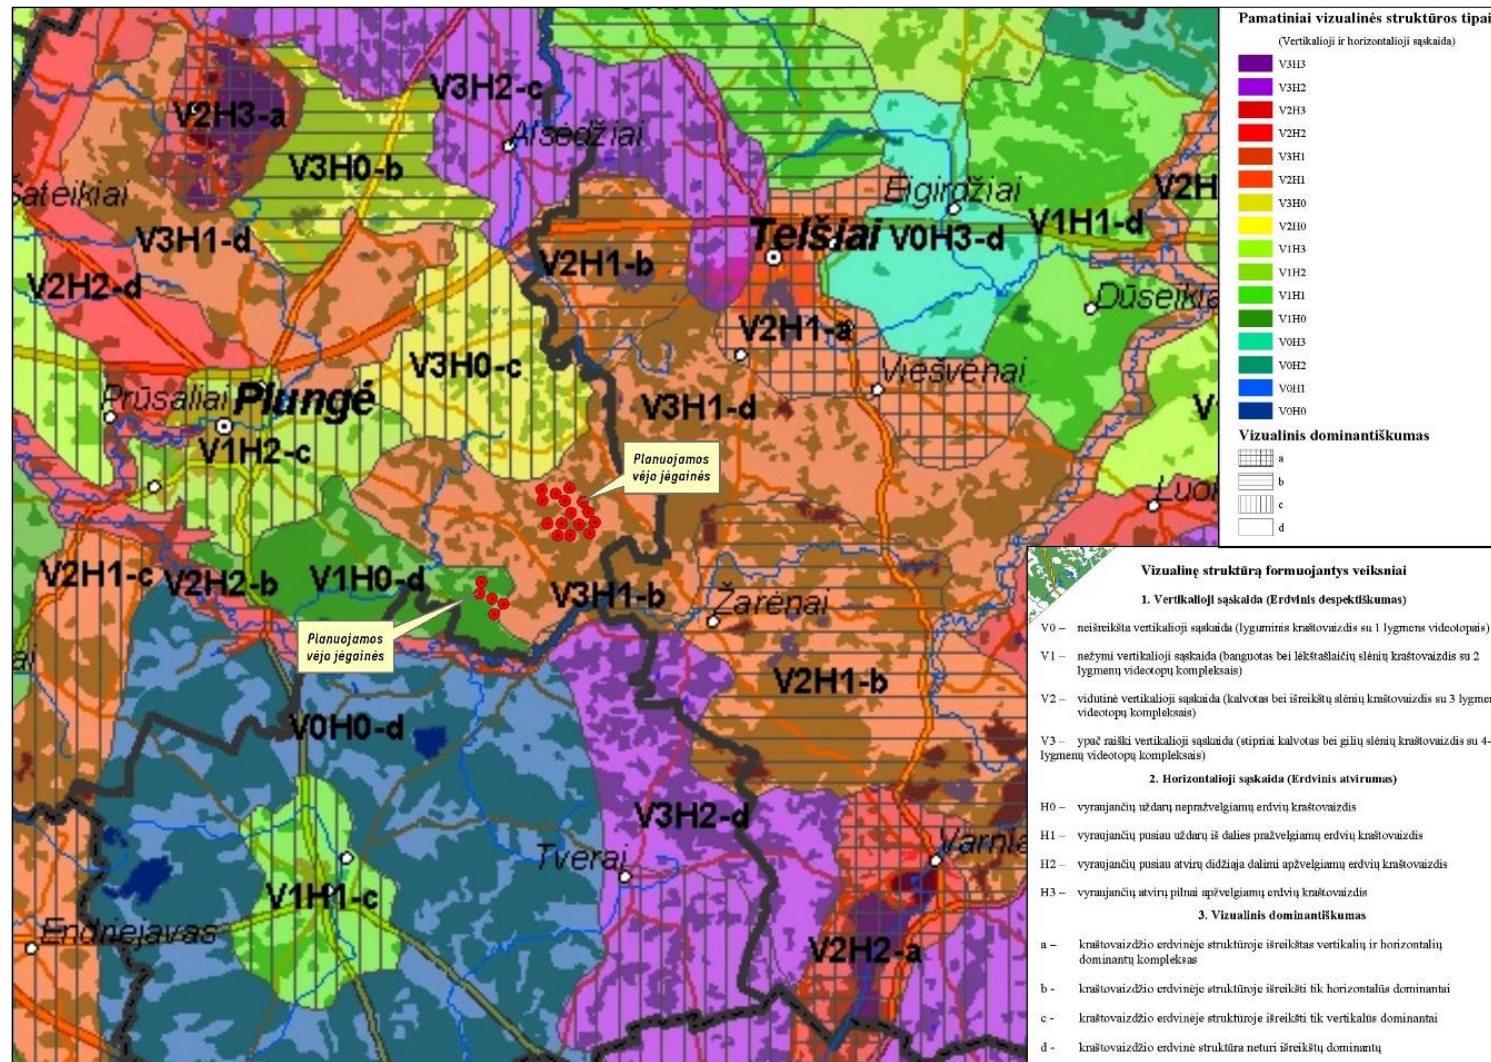 V3H2-c
V2H3-a
Alsėdžiai
V3H0-b
Šateikiai
Eigirdžiai
V3H1-d
V1H1-d
Telšiai
V0H3-d
V2H1-b
V2H2-d
V2H1-a
V3H0-c
Viešvėnai
Prūsaliai
Plungė
V3H1-d
V1H2-c
Planuojamos
vėjo jėgainės
V2H1-c
V2H2-b
V1H0-d
V3H1-b
Žarėnai
Planuojamos
vėjo jėgainės
V2H1-b
V0H0-d
V3H2-d
Tverai
V1H1-c
Endriejavas
V2H2-a
Pamatiniai vizualinės struktūros tipai
(Vertikalioji ir horizontalioji sąskaida)
V3H3
V3H2
V2H3
V2H2
V3H1
V2H1
V3H0
V2H0
V1H3
V1H2
V1H1
V1H0
V0H3
V0H2
V0H1
V0H0
Vizualinis dominantiškumas
a
b
c
d
Vizualinę struktūrą formuojantys veiksniai
1. Vertikalioji sąskaida (Erdvinis despektiškumas)
V0 – neišreikšta vertikalioji sąskaida (lyguminis kraštovaizdis su 1 lygmens videotopais)
V1 – nežymi vertikalioji sąskaida (banguotas bei lėkštašlaičių slėnių kraštovaizdis su 2
lygmenų videotopų kompleksais)
V2 – vidutinė vertikalioji sąskaida (kalvotas bei išreikštų slėnių kraštovaizdis su 3
videotopų kompleksais)
V3 – ypač raiški vertikalioji sąskaida (stipriai kalvotas bei gilių slėnių kraštovaizdis su 4-
lygmenų videotopų kompleksais)
2. Horizontalioji sąskaida (Erdvinis atvirumas)
H0 – vyraujančių uždarų nepražvelgiamų erdvių kraštovaizdis
H1 – vyraujančių pusiau uždarų iš dalies pražvelgiamų erdvių kraštovaizdis
H2 – vyraujančių pusiau atvirų didžiąja dalimi apžvelgiamų erdvių kraštovaizdis
H3 – vyraujančių atvirų pilnai apžvelgiamų erdvių kraštovaizdis
3. Vizualinis dominantiškumas
a – kraštovaizdžio erdvinėje struktūroje išreikštas vertikalių ir horizontalių
dominantų kompleksas
b - kraštovaizdžio erdvinėje struktūroje išreikšti tik horizontalūs dominantai
c - kraštovaizdžio erdvinėje struktūroje išreikšti tik vertikalūs dominantai
d - kraštovaizdžio erdvinė struktūra neturi išreikštų dominantų